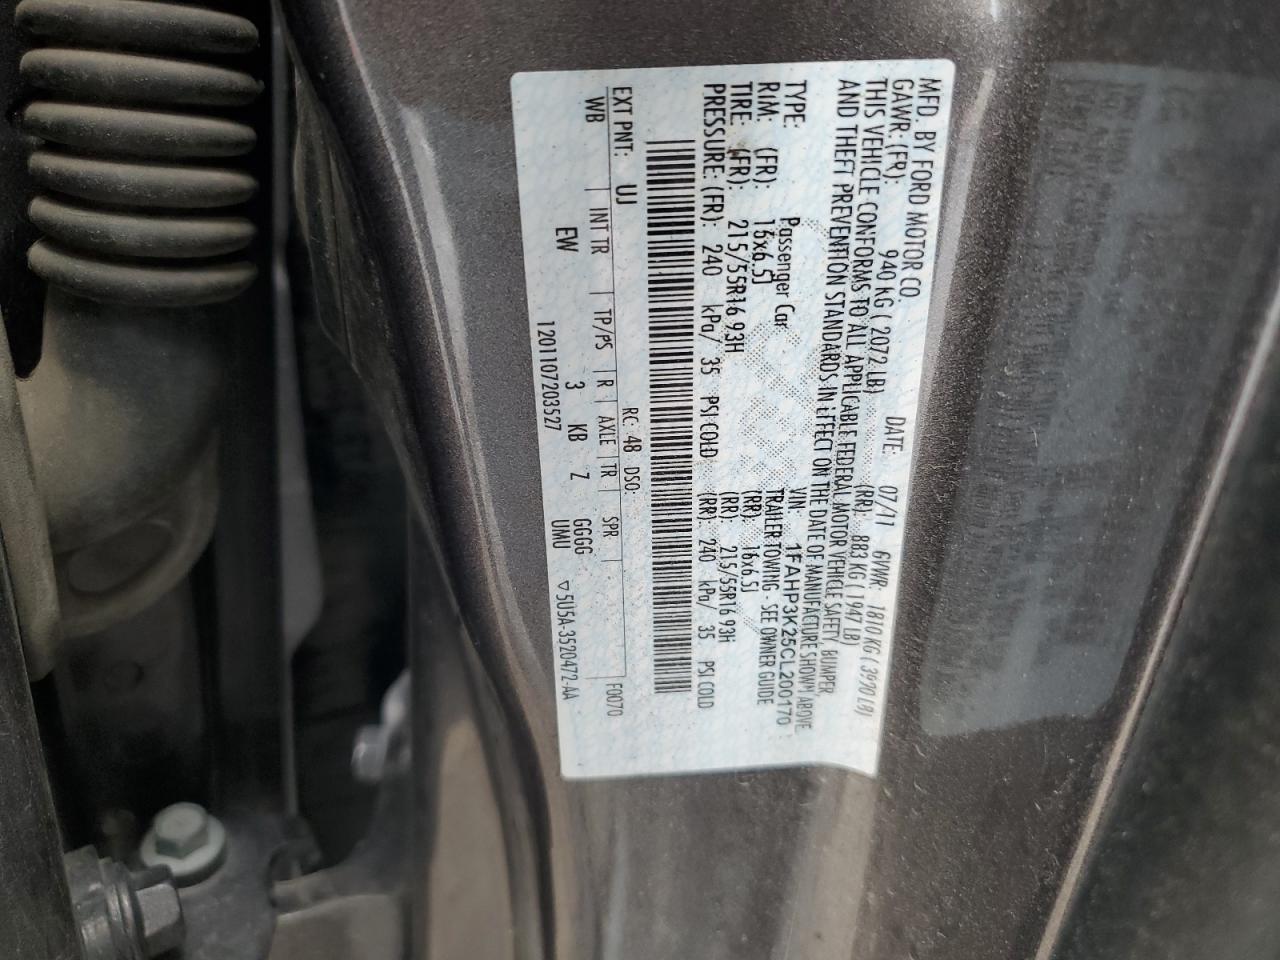 MFD. BY FORD MOTOR CO.
DATE: 07/11 GVWR: 1810 KG ( 3990 LB)
GAWR: (FR): 940 KG ( 2072 LB) (RR): 883 KG ( 1947 LB)
THIS VEHICLE CONFORMS TO ALL APPLICABLE FEDERAL MOTOR VEHICLE SAFETY, BUMPER,
AND THEFT PREVENTION STANDARDS IN EFFECT ON THE DATE OF MANUFACTURE SHOWN ABOVE.
VIN: 1FAHP3K25CL200170
TYPE: Passenger Car TRAILER TOWING - SEE OWNER GUIDE
RIM: (FR): 16x6.5J (RR): 16x6.5J
TIRE: (FR): 215/55R16 93H (RR): 215/55R16 93H
PRESSURE: (FR): 240 kPa/ 35 PSI COLD (RR): 240 kPa/ 35 PSI COLD
EXT PNT: UJ RC: 48 DSO: F0070
WB INT TR TP/PS R AXLE TR SPR
EW 3 KB Z GGGG
1201107203527 UMU ▽5U5A-3520472-AA